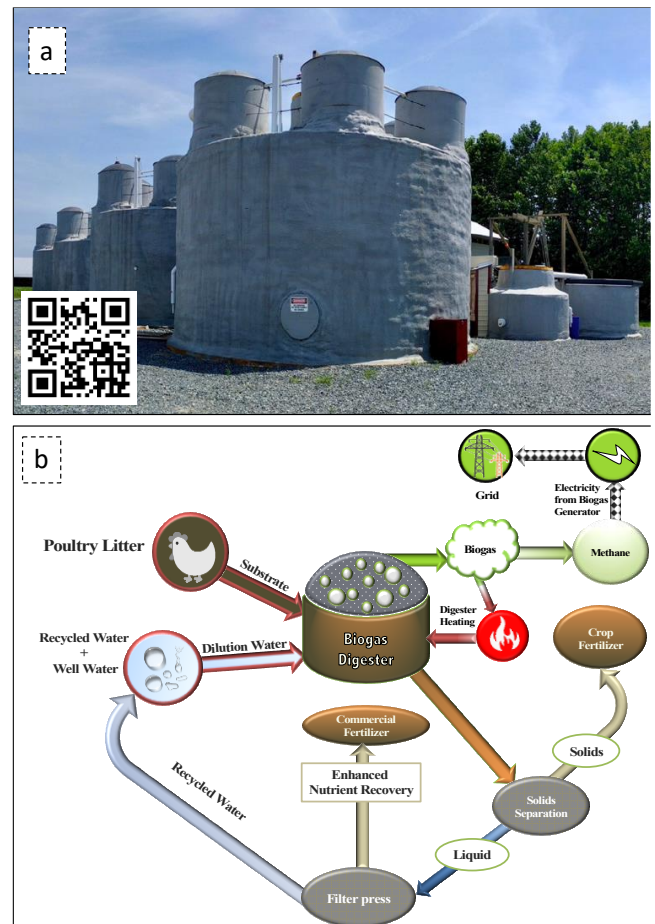 a
DANGER
b
Grid
Electricity
from Biogas
Generator
Poultry Litter
Substrate
Biogas
Methane
Digester
Heating
Crop
Fertilizer
Recycled Water
+
Well Water
Dilution Water
Biogas
Digester
Commercial
Fertilizer
Solids
Enhanced
Nutrient Recovery
Recycled Water
Solids
Separation
Liquid
Filter press